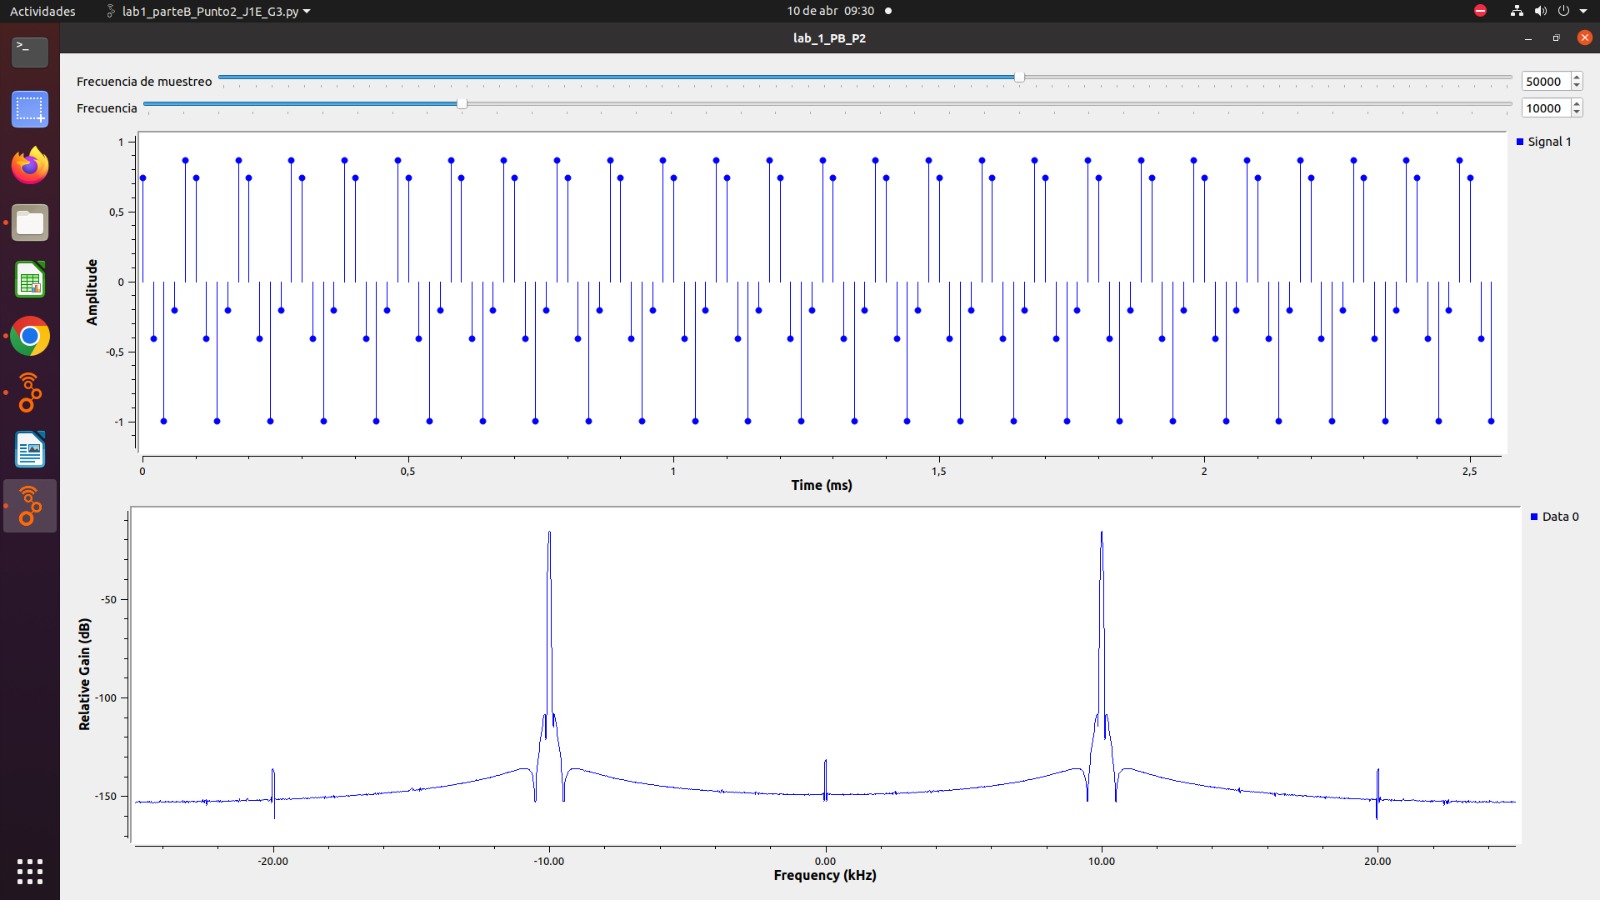 Actividades
lab1_parteB_Punto2_J1E_G3.py
10 de abr 09:30
lab_1_PB_P2
Frecuencia de muestreo
50000
Frecuencia
10000
Signal 1
1
0,5
0
-0,5
-1
Amplitude
0
0,5
1
1,5
2
2,5
Time (ms)
Data 0
-50
-100
-150
Relative Gain (dB)
-20.00
-10.00
0.00
10.00
20.00
Frequency (kHz)